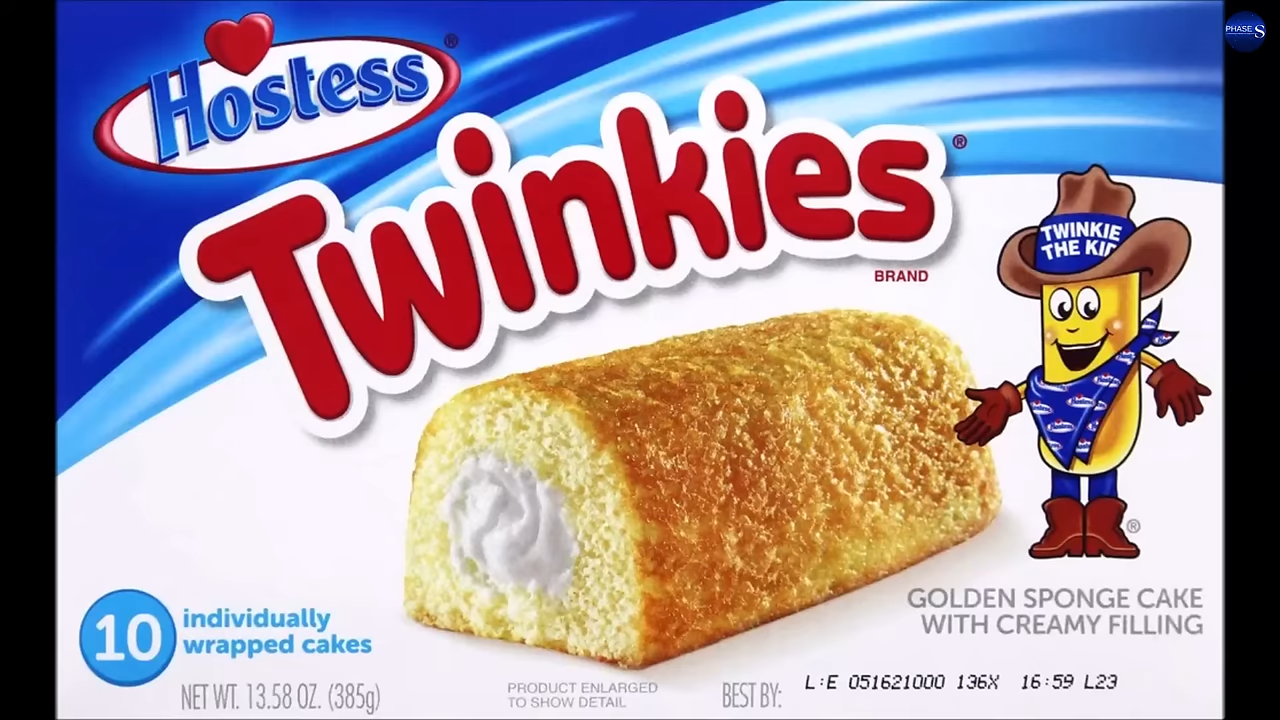 PHASE S
Hostess®
Twinkies®
BRAND
TWINKIE
THE KID
®
10 individually
wrapped cakes
GOLDEN SPONGE CAKE
WITH CREAMY FILLING
NET WT. 13.58 OZ. (385g)
PRODUCT ENLARGED
TO SHOW DETAIL
BEST BY: L:E 051621000 136X 16:59 L23